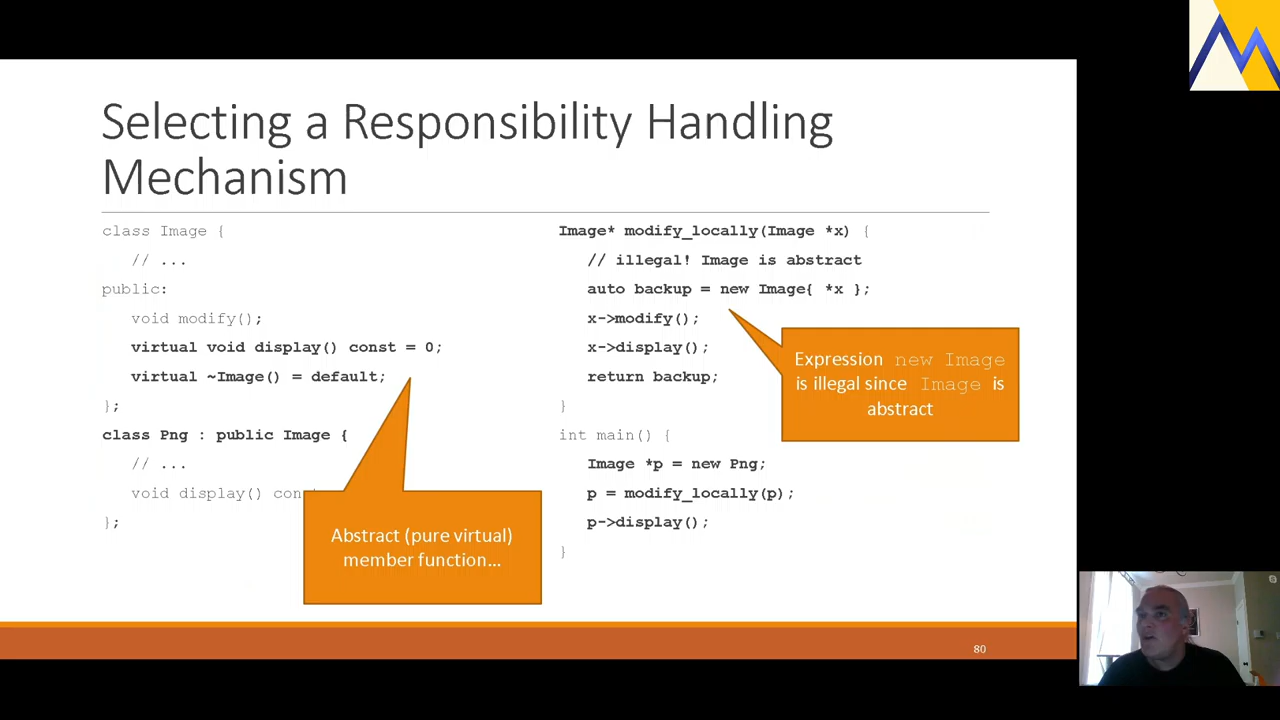 Selecting a Responsibility Handling
Mechanism
class Image {
// ...
public:
void modify();
virtual void display() const = 0;
virtual ~Image() = default;
};
class Png : public Image {
// ...
void display() cons
};
Abstract (pure virtual)
member function…
Image* modify_locally(Image *x) {
// illegal! Image is abstract
auto backup = new Image{ *x };
x->modify();
x->display();
return backup;
}
int main() {
Image *p = new Png;
p = modify_locally(p);
p->display();
}
Expression new Image
is illegal since Image is
abstract
80